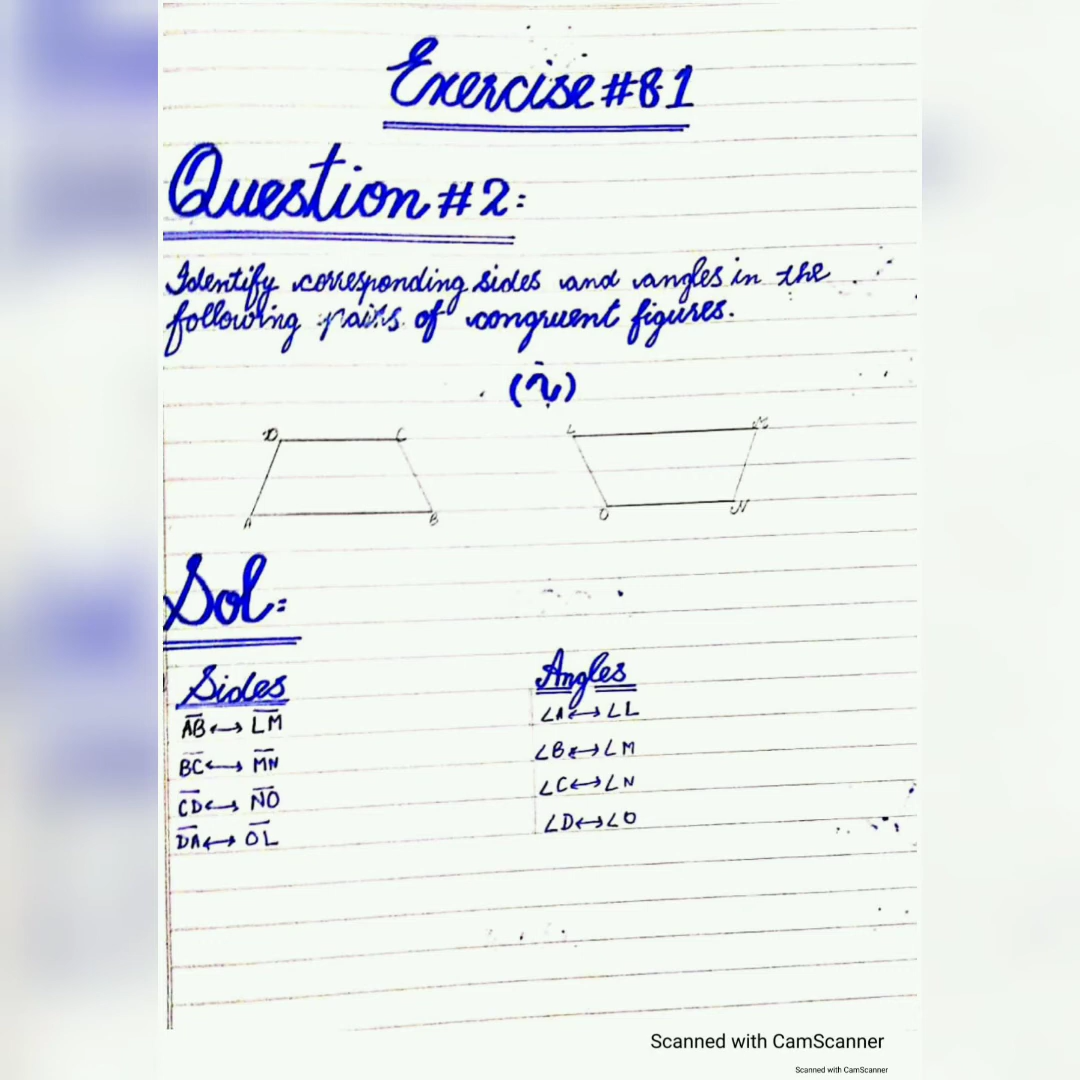 Exercise #8.1
Question #2:
Identify corresponding sides and angles in the
following pairs of congruent figures.
D C L M
A B O N
Sol:
Sides Angles
AB ↔ LM ∠A ↔ ∠L
BC ↔ MN ∠B ↔ ∠M
CD ↔ NO ∠C ↔ ∠N
DA ↔ OL ∠D ↔ ∠O
Scanned with CamScanner
Scanned with CamScanner